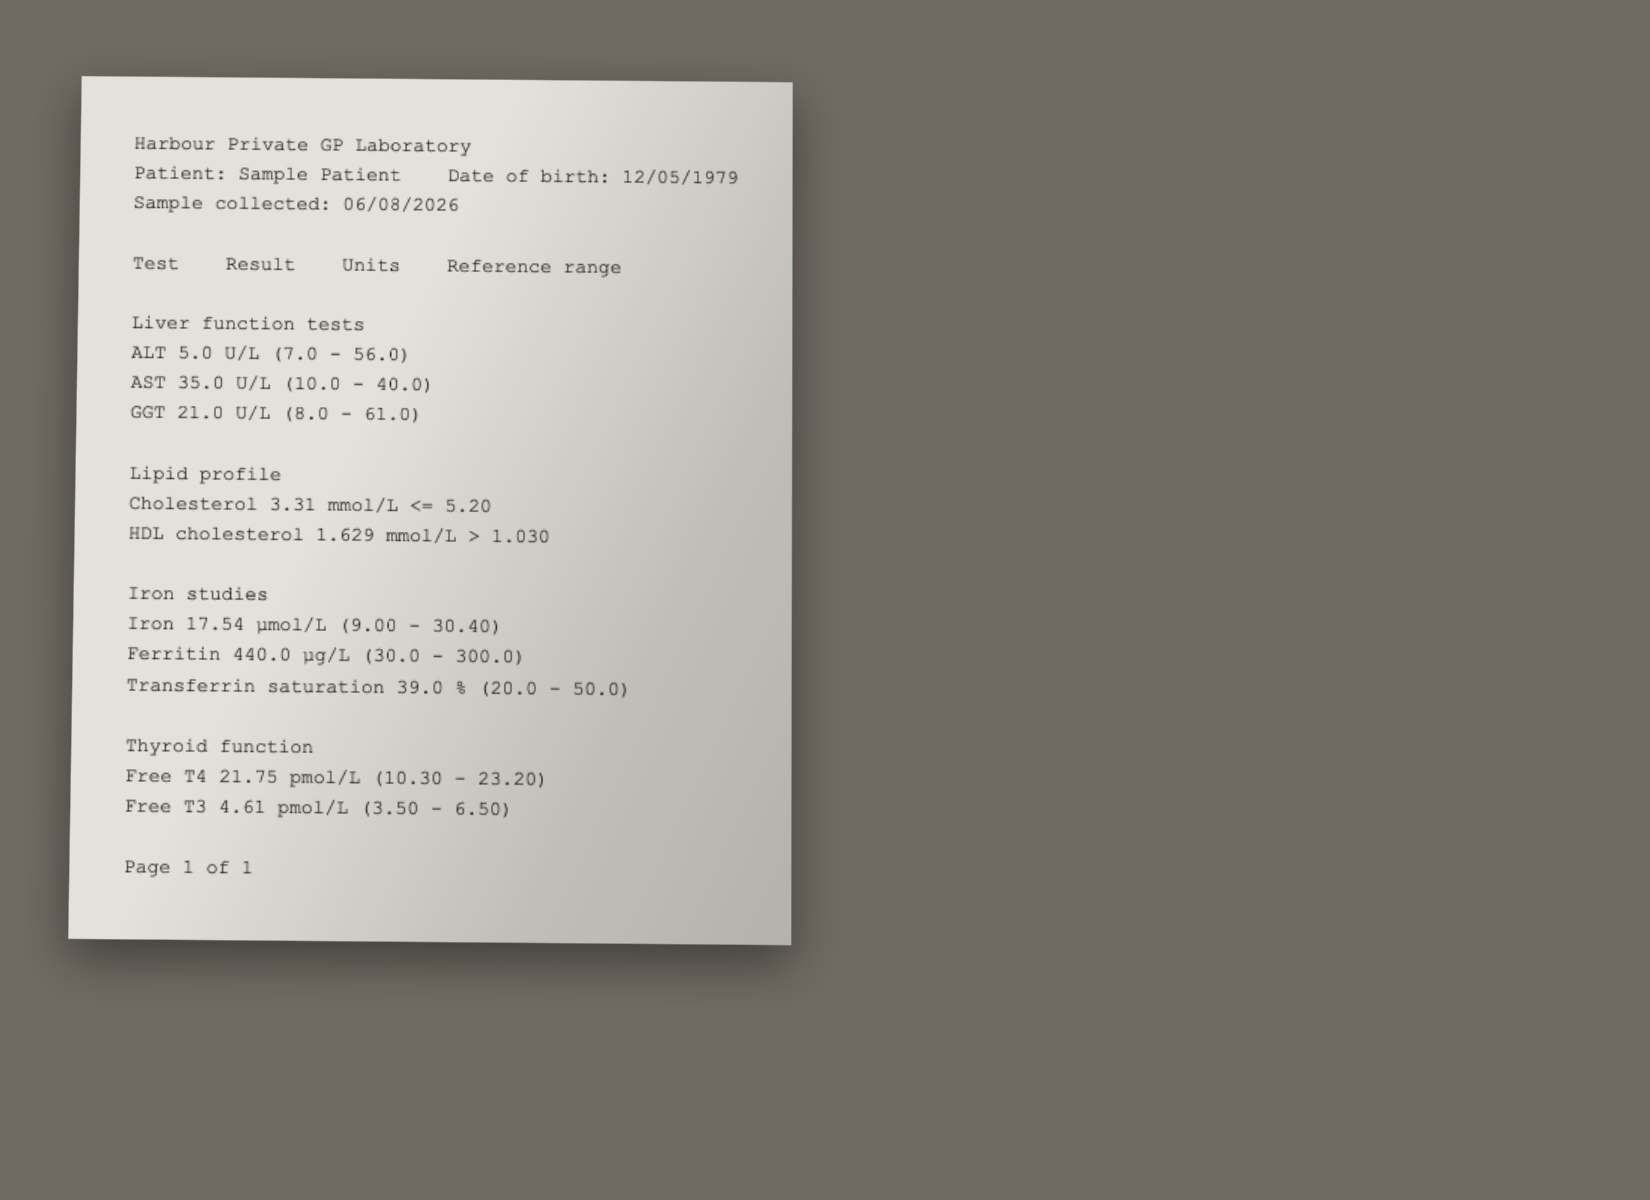 Harbour Private GP Laboratory
Patient: Sample Patient    Date of birth: 12/05/1979
Sample collected: 06/08/2026
Test    Result    Units    Reference range
Liver function tests
ALT 5.0 U/L (7.0 - 56.0)
AST 35.0 U/L (10.0 - 40.0)
GGT 21.0 U/L (8.0 - 61.0)
Lipid profile
Cholesterol 3.31 mmol/L <= 5.20
HDL cholesterol 1.629 mmol/L > 1.030
Iron studies
Iron 17.54 µmol/L (9.00 - 30.40)
Ferritin 440.0 µg/L (30.0 - 300.0)
Transferrin saturation 39.0 % (20.0 - 50.0)
Thyroid function
Free T4 21.75 pmol/L (10.30 - 23.20)
Free T3 4.61 pmol/L (3.50 - 6.50)
Page 1 of 1